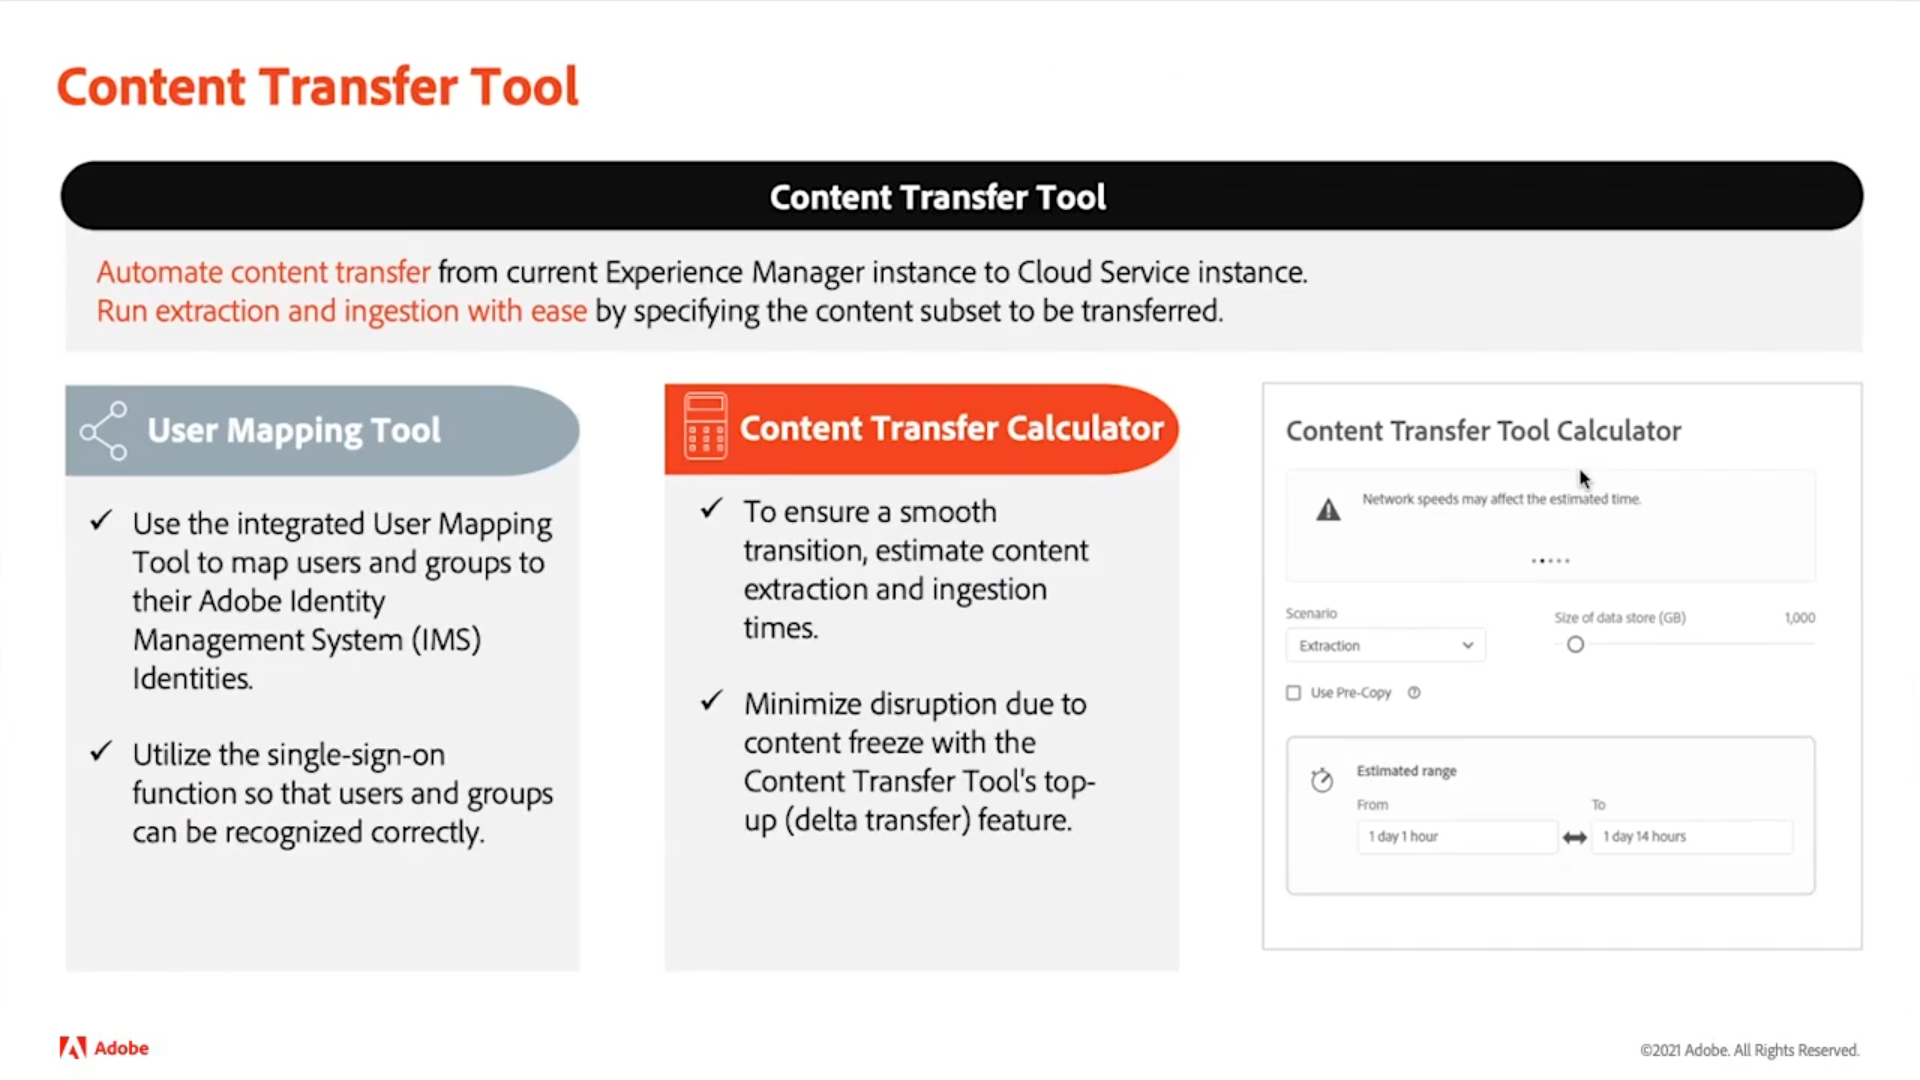 Content Transfer Tool
Content Transfer Tool
Automate content transfer from current Experience Manager instance to Cloud Service instance.
Run extraction and ingestion with ease by specifying the content subset to be transferred.
User Mapping Tool
✓ Use the integrated User Mapping
Tool to map users and groups to
their Adobe Identity
Management System (IMS)
Identities.
✓ Utilize the single-sign-on
function so that users and groups
can be recognized correctly.
Content Transfer Calculator
✓ To ensure a smooth
transition, estimate content
extraction and ingestion
times.
✓ Minimize disruption due to
content freeze with the
Content Transfer Tool's top-
up (delta transfer) feature.
Content Transfer Tool Calculator
Network speeds may affect the estimated time.
Scenario
Extraction
Size of data store (GB) 1,000
Use Pre-Copy
Estimated range
From To
1 day 1 hour 1 day 14 hours
Adobe
©2021 Adobe. All Rights Reserved.